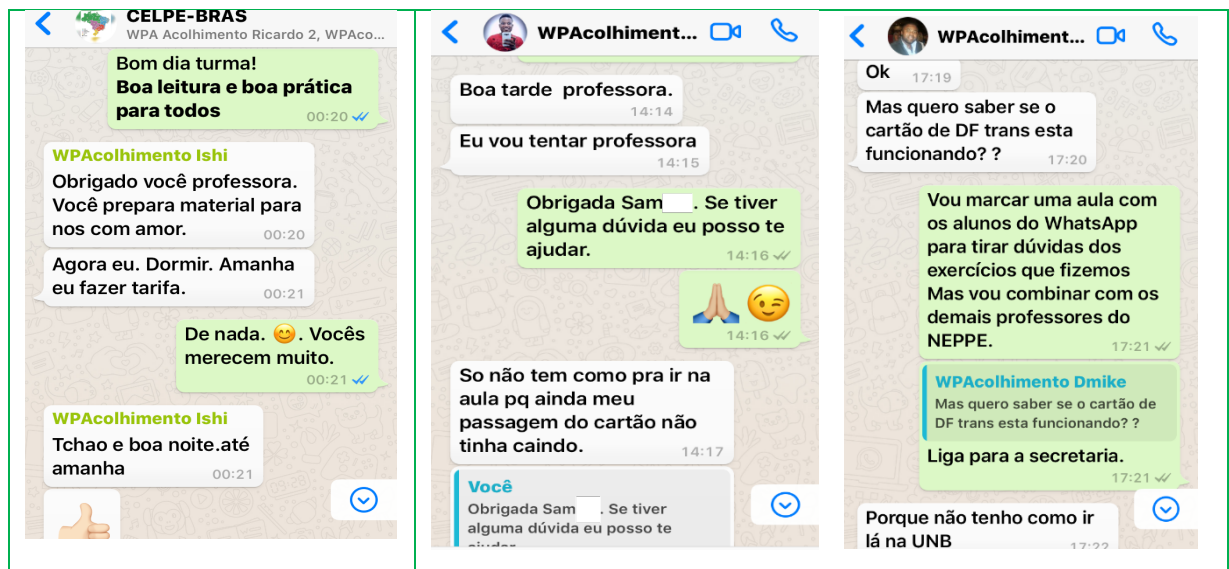 CELPE-BRAS
WPA Acolhimento Ricardo 2, WPAco...
Bom dia turma!
Boa leitura e boa prática
para todos
00:20
WPAcolhimento Ishi
Obrigado você professora.
Você prepara material para
nos com amor.
00:20
Agora eu. Dormir. Amanha
eu fazer tarifa.
00:21
De nada. 😊. Vocês
merecem muito.
00:21
WPAcolhimento Ishi
Tchao e boa noite.até
amanha
00:21
WPAcolhiment...
Boa tarde professora.
14:14
Eu vou tentar professora
14:15
Obrigada Sam . Se tiver
alguma dúvida eu posso te
ajudar.
14:16
🙏😉
14:16
So não tem como pra ir na
aula pq ainda meu
passagem do cartão não
tinha caindo.
14:17
Você
Obrigada Sam . Se tiver
alguma dúvida eu posso te
ajudar.
WPAcolhiment...
Ok
17:19
Mas quero saber se o
cartão de DF trans esta
funcionando? ?
17:20
Vou marcar uma aula com
os alunos do WhatsApp
para tirar dúvidas dos
exercícios que fizemos
Mas vou combinar com os
demais professores do
NEPPE.
17:21
WPAcolhimento Dmike
Mas quero saber se o cartão de
DF trans esta funcionando? ?
Liga para a secretaria.
17:21
Porque não tenho como ir
lá na UNB
17:22